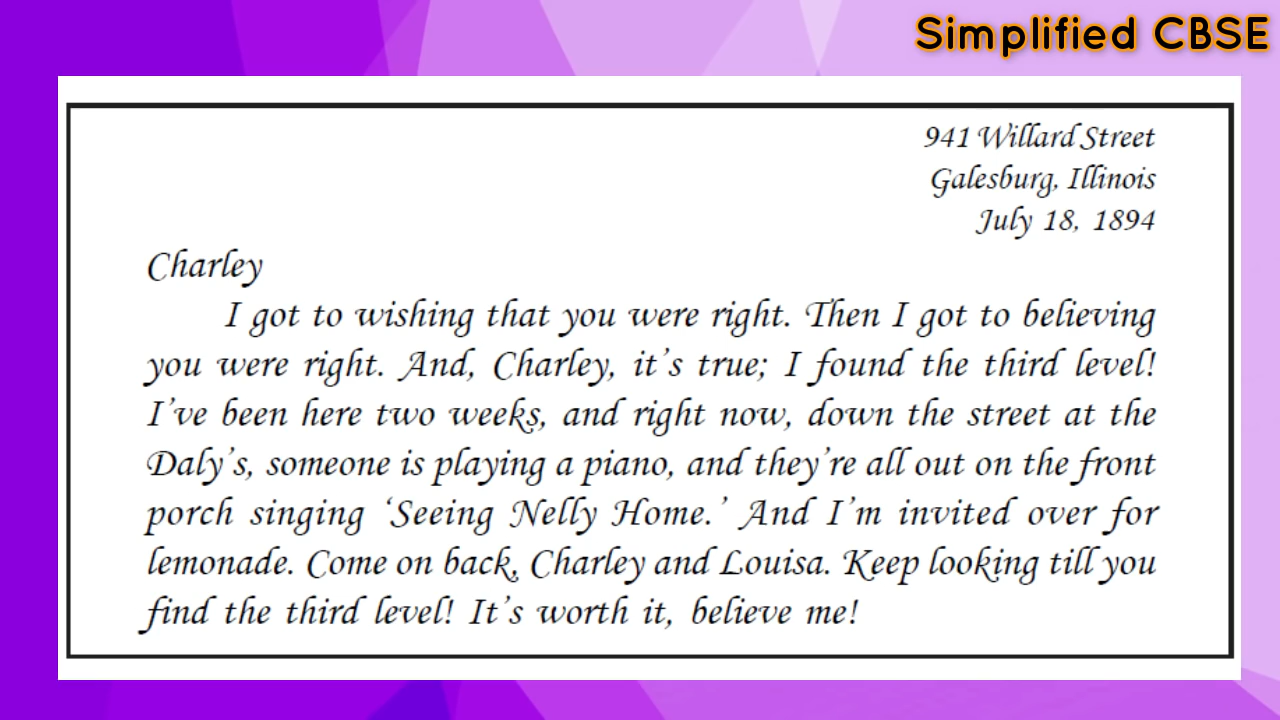 Simplified CBSE
941 Willard Street
Galesburg, Illinois
July 18, 1894
Charley
I got to wishing that you were right. Then I got to believing
you were right. And, Charley, it's true; I found the third level!
I've been here two weeks, and right now, down the street at the
Daly's, someone is playing a piano, and they're all out on the front
porch singing ‘Seeing Nelly Home.’ And I'm invited over for
lemonade. Come on back, Charley and Louisa. Keep looking till you
find the third level! It's worth it, believe me!